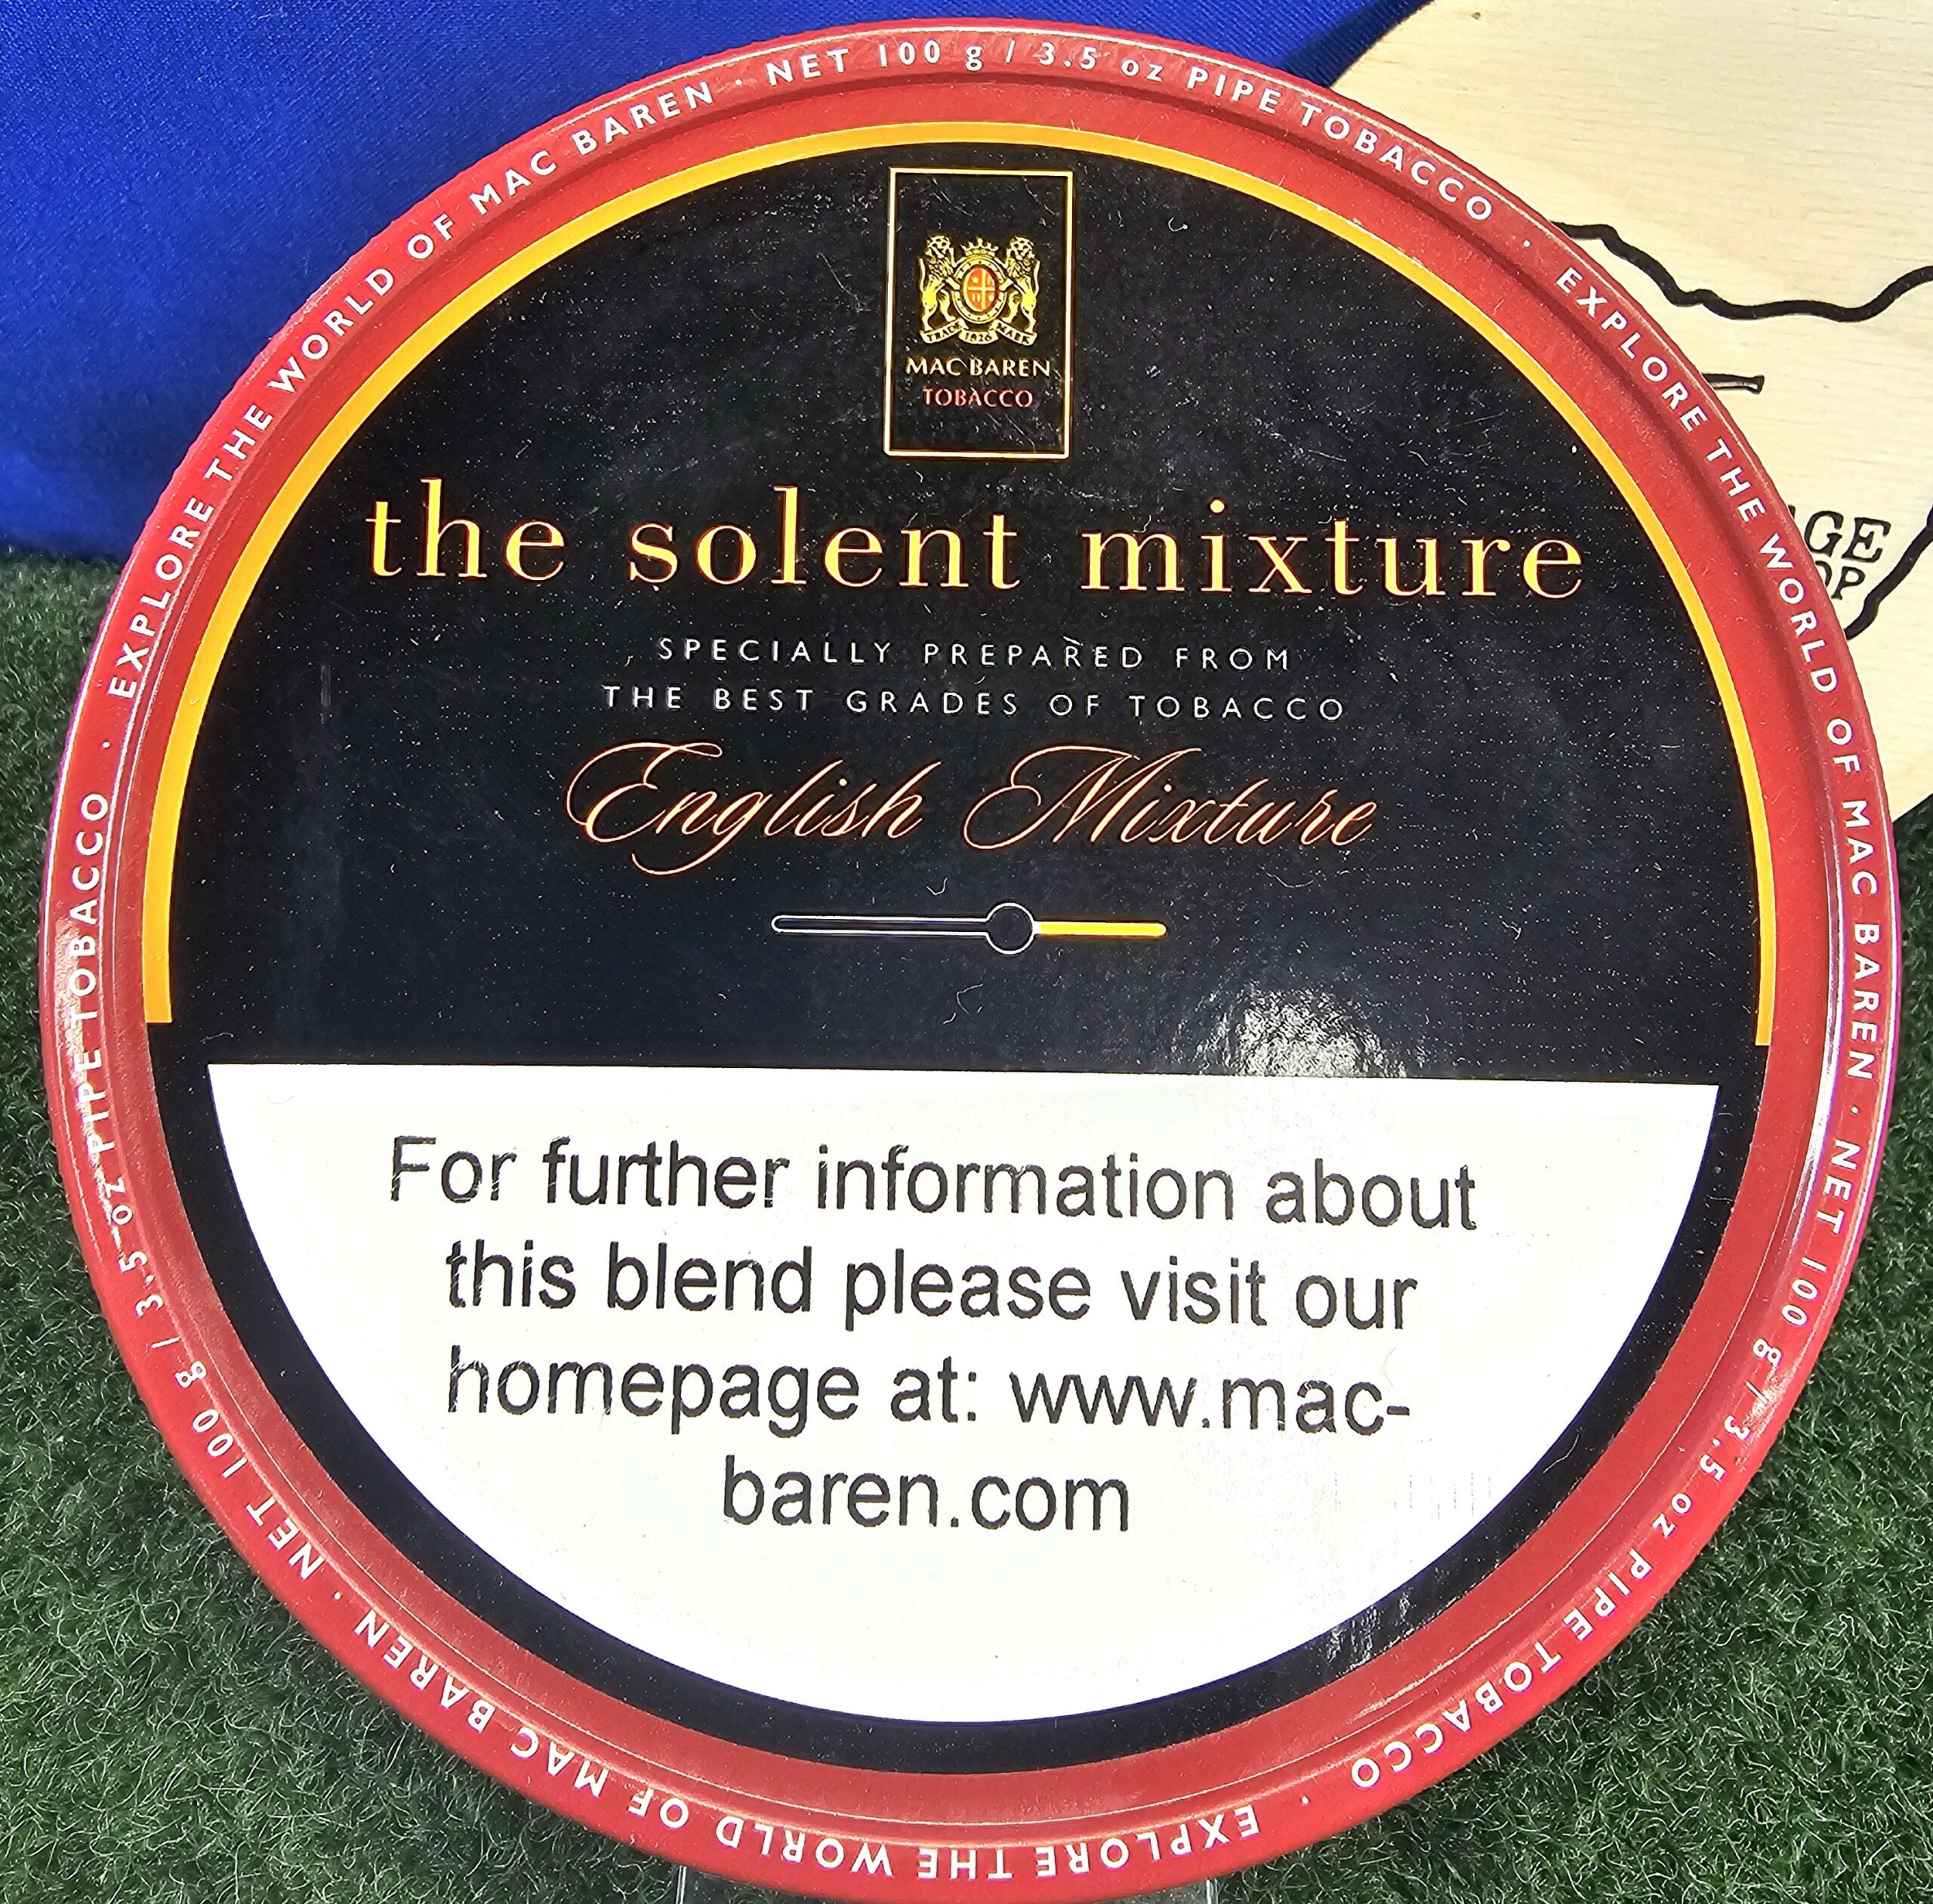 EXPLORE THE WORLD OF MAC BAREN · NET 100 g / 3.5 oz PIPE TOBACCO · EXPLORE THE WORLD OF MAC BAREN · NET 100 g / 3.5 oz PIPE TOBACCO · EXPLORE THE WORLD OF MAC BAREN · NET 100 g / 3.5 oz PIPE TOBACCO ·
TRADE 1826 MARK
MAC BAREN
TOBACCO
the solent mixture
SPECIALLY PREPARED FROM
THE BEST GRADES OF TOBACCO
English Mixture
For further information about
this blend please visit our
homepage at: www.mac-
baren.com